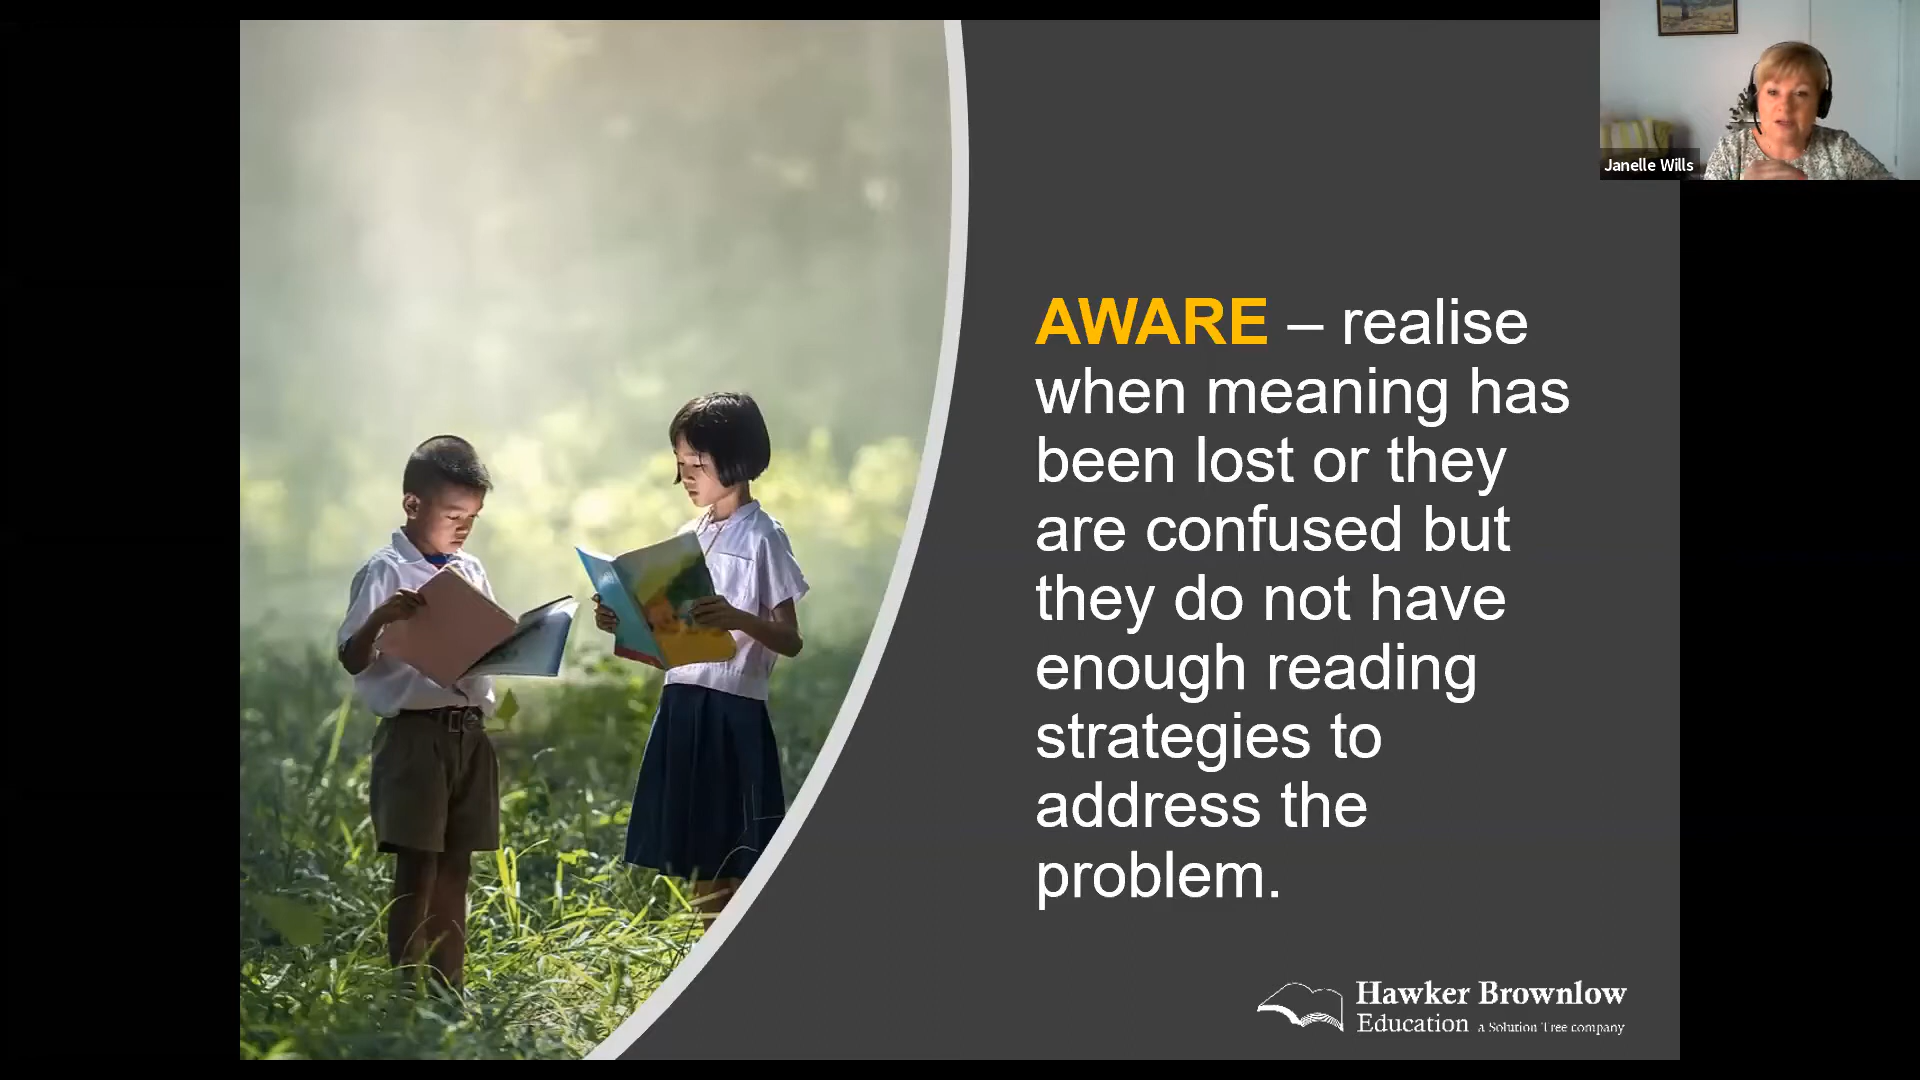 Janelle Wills
AWARE – realise
when meaning has
been lost or they
are confused but
they do not have
enough reading
strategies to
address the
problem.
Hawker Brownlow
Education a Solution Tree company